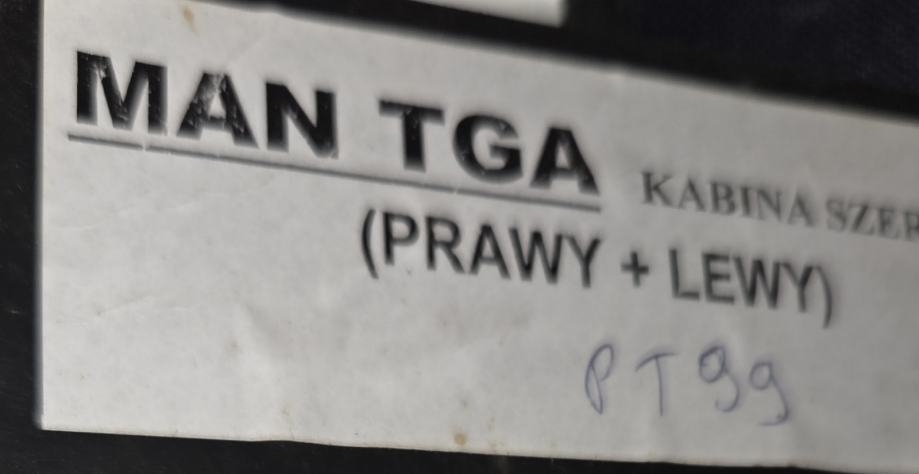 MAN TGA KABINA
(PRAWY + LEWY)
PT99